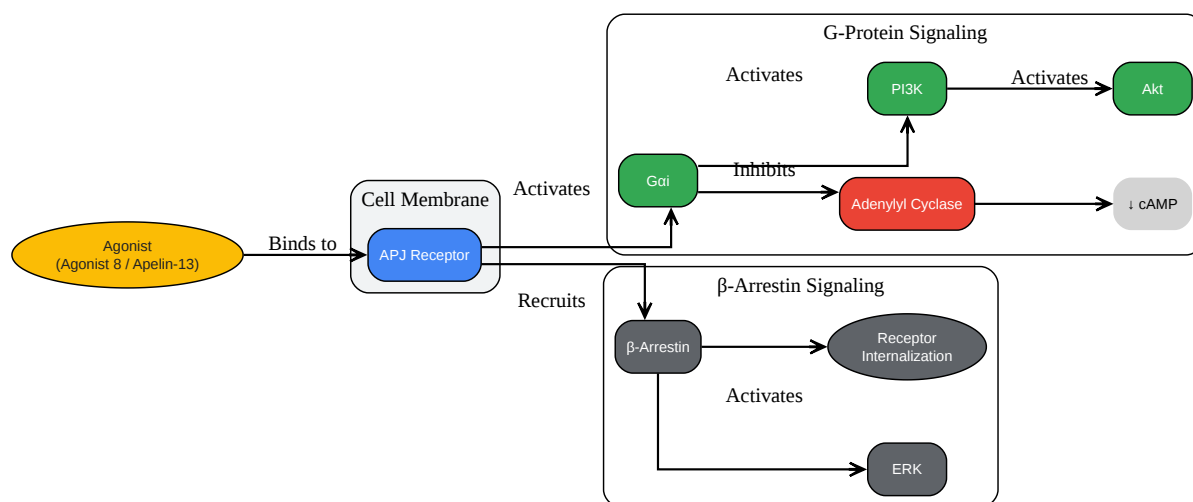 G-Protein Signaling
Activates
PI3K
Activates
Akt
Gαi
Inhibits
Adenylyl Cyclase
↓ cAMP
Activates
Cell Membrane
APJ Receptor
Agonist
(Agonist 8 / Apelin-13)
Binds to
Recruits
β-Arrestin Signaling
β-Arrestin
Receptor
Internalization
Activates
ERK